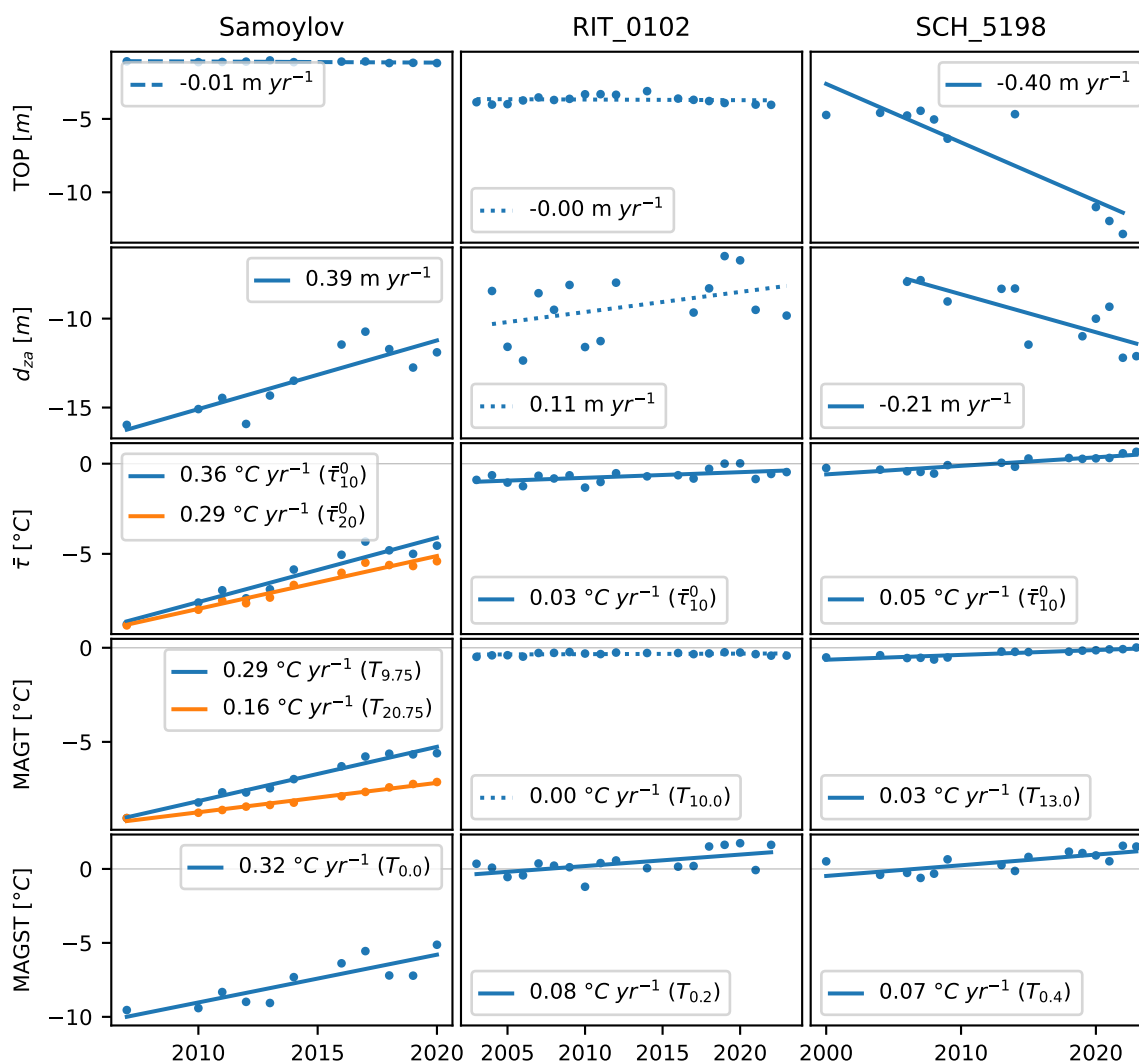 Samoylov RIT_0102 SCH_5198
TOP [m]
−5
−10
-0.01 m yr⁻¹
-0.00 m yr⁻¹
-0.40 m yr⁻¹
d_za [m]
−10
−15
0.39 m yr⁻¹
0.11 m yr⁻¹
-0.21 m yr⁻¹
τ̄ [°C]
0
−5
0.36 °C yr⁻¹ (τ̄⁰₁₀)
0.29 °C yr⁻¹ (τ̄⁰₂₀)
0.03 °C yr⁻¹ (τ̄⁰₁₀)
0.05 °C yr⁻¹ (τ̄⁰₁₀)
MAGT [°C]
0
−5
0.29 °C yr⁻¹ (T₉.₇₅)
0.16 °C yr⁻¹ (T₂₀.₇₅)
0.00 °C yr⁻¹ (T₁₀.₀)
0.03 °C yr⁻¹ (T₁₃.₀)
MAGST [°C]
0
−5
−10
0.32 °C yr⁻¹ (T₀.₀)
0.08 °C yr⁻¹ (T₀.₂)
0.07 °C yr⁻¹ (T₀.₄)
2010 2015 2020 2005 2010 2015 2020 2000 2010 2020